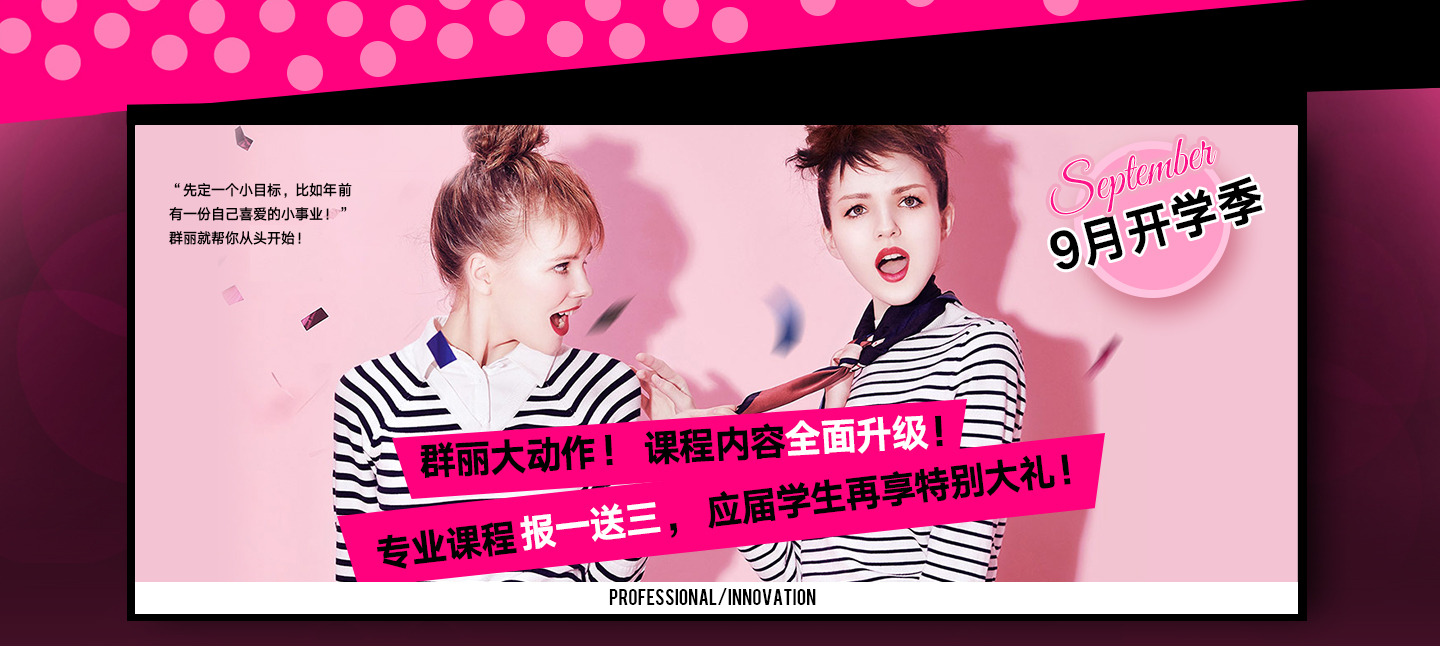 “先定一个小目标，比如年前
有一份自己喜爱的小事业！”
群丽就帮你从头开始！
September
9月开学季
群丽大动作！ 课程内容全面升级！
专业课程报一送三， 应届学生再享特别大礼！
PROFESSIONAL/INNOVATION